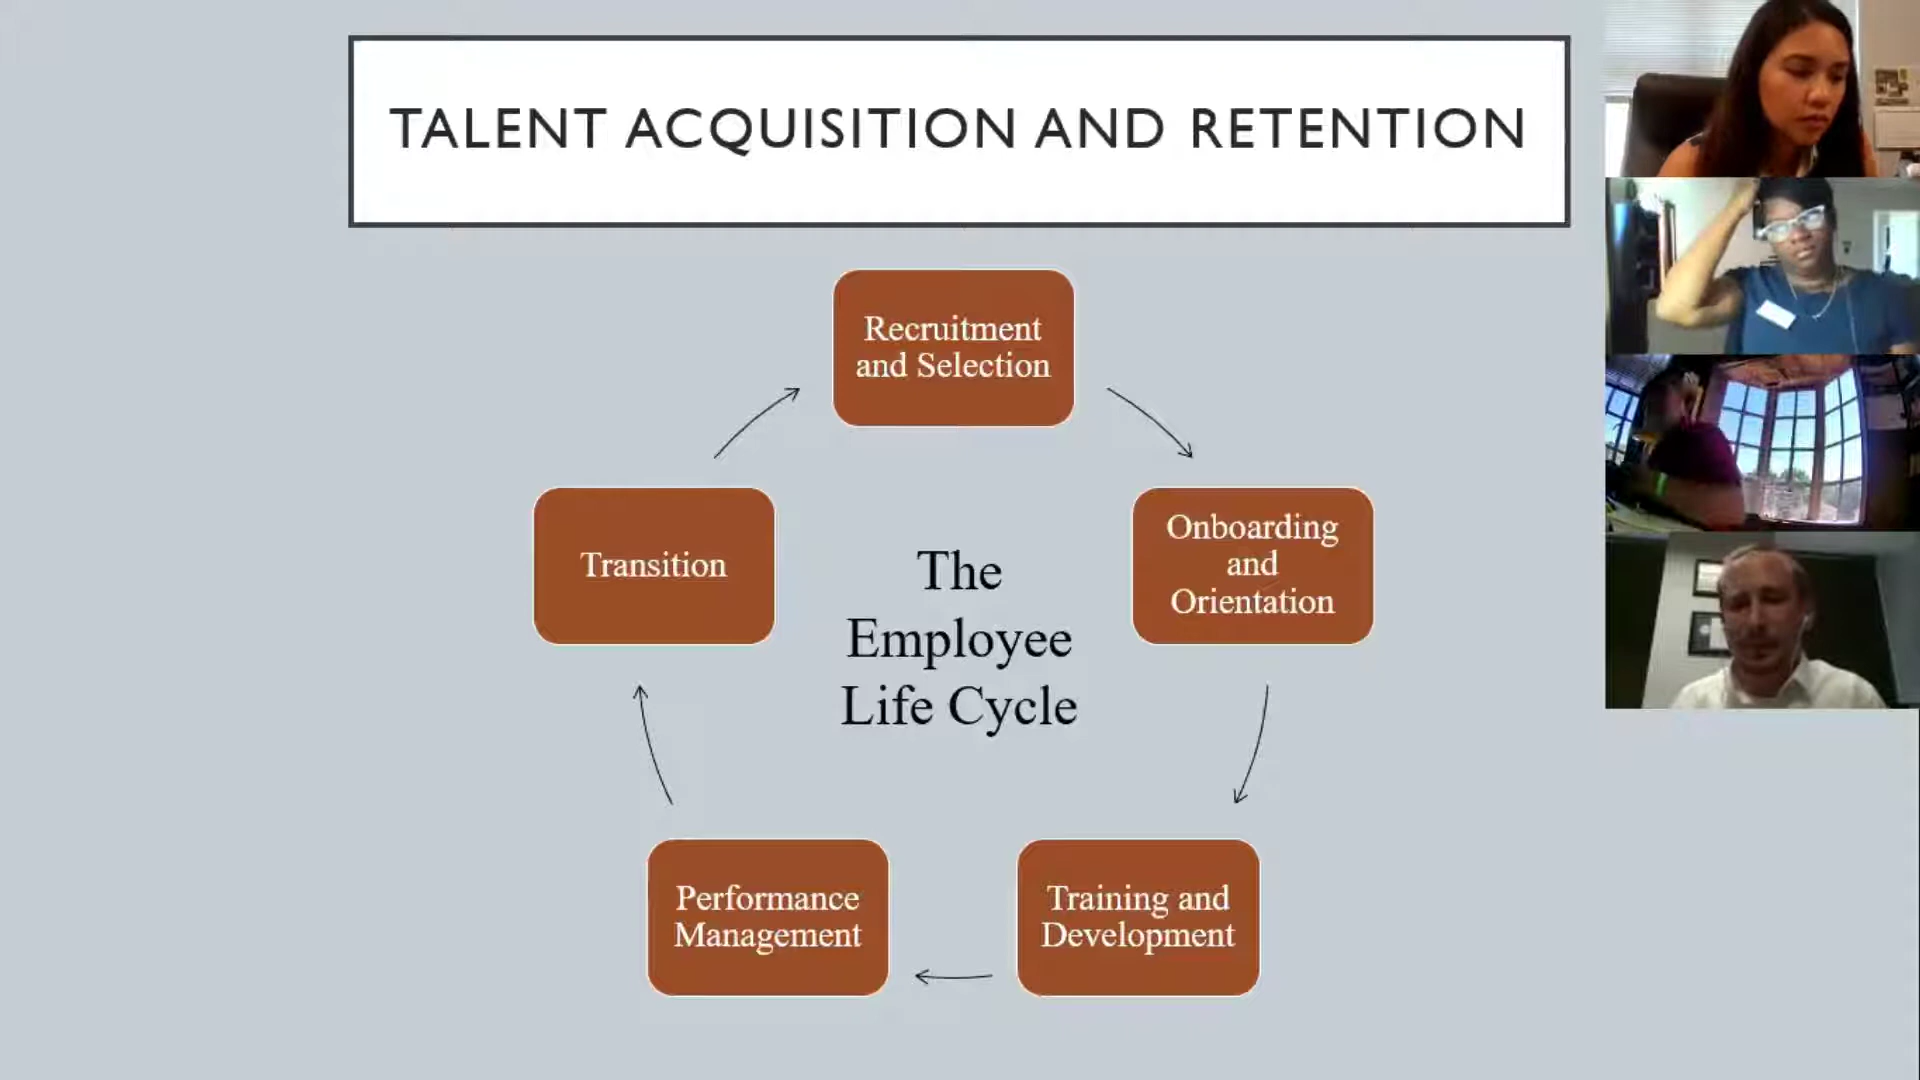 TALENT ACQUISITION AND RETENTION
Recruitment
and Selection
Onboarding
and
Orientation
Training and
Development
Performance
Management
Transition
The
Employee
Life Cycle